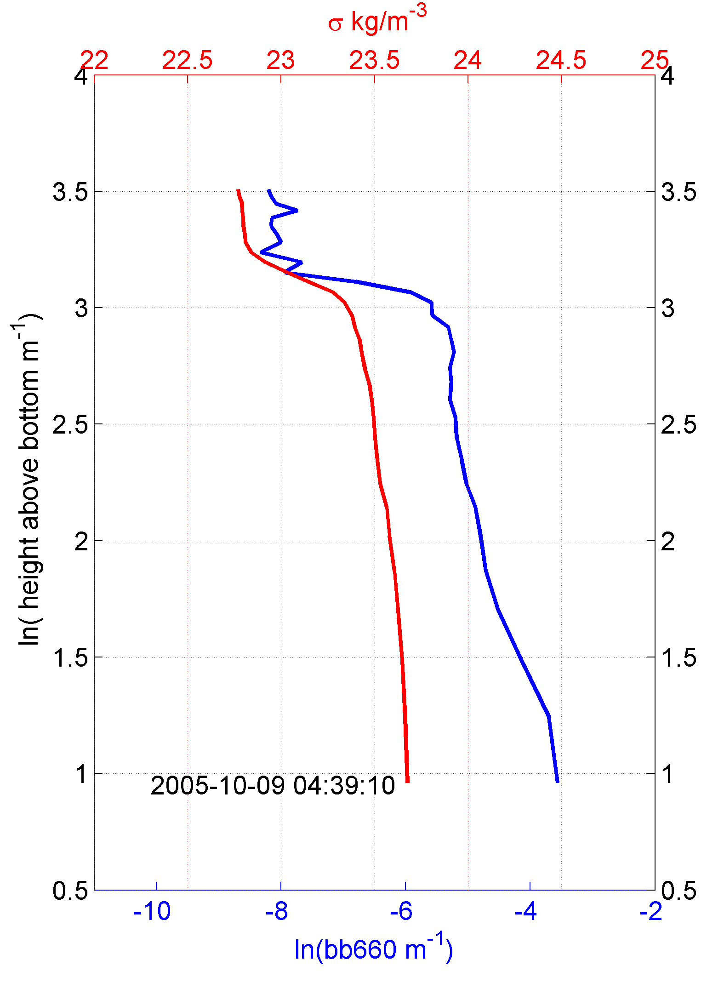 σ kg/m⁻³
22 22.5 23 23.5 24 24.5 25
4 4
3.5 3.5
3 3
2.5 2.5
2 2
1.5 1.5
1 1
0.5 0.5
ln( height above bottom m⁻¹)
2005-10-09 04:39:10
-10 -8 -6 -4 -2
ln(bb660 m⁻¹)